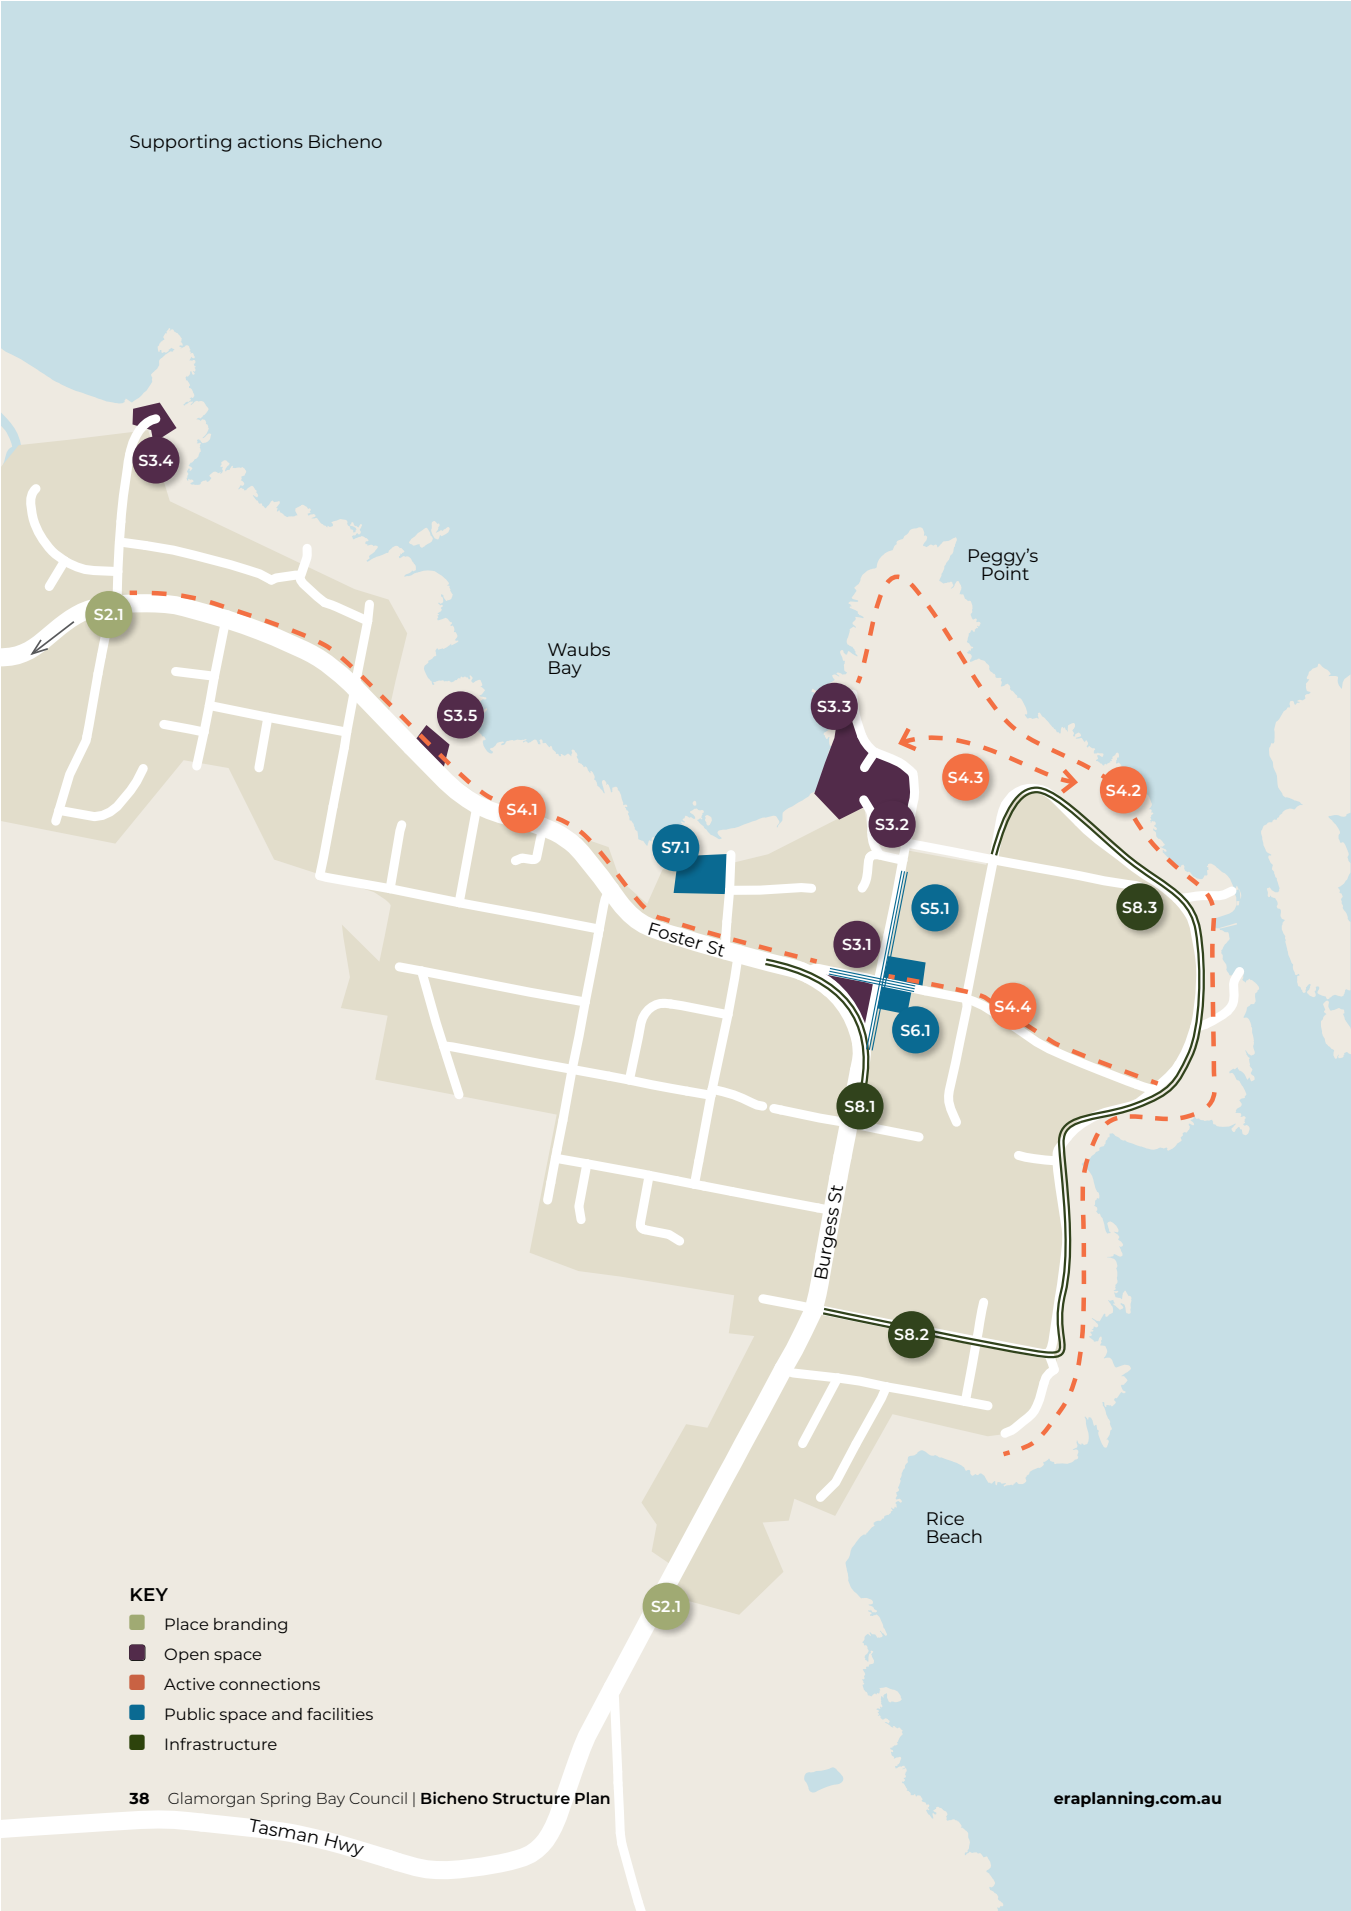 Supporting actions Bicheno
S3.4
Peggy's
Point
S2.1
Waubs
Bay
S3.5
S3.3
S4.3
S4.2
S4.1
S3.2
S7.1
S8.3
S5.1
Foster St
S3.1
S4.4
S6.1
S8.1
Burgess St
S8.2
Rice
Beach
S2.1
KEY
Place branding
Open space
Active connections
Public space and facilities
Infrastructure
38 Glamorgan Spring Bay Council | Bicheno Structure Plan
eraplanning.com.au
Tasman Hwy